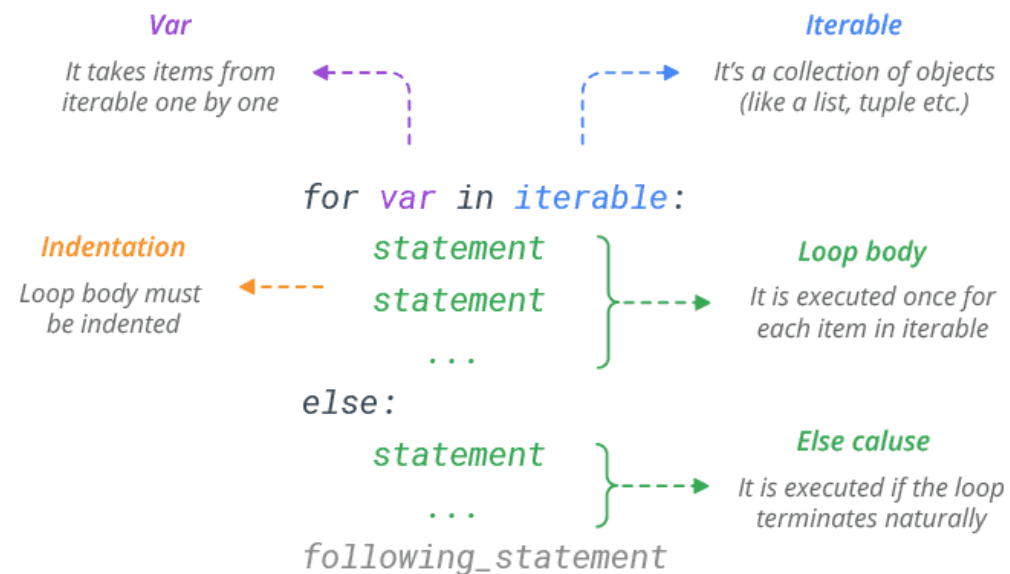 Var
It takes items from
iterable one by one
Iterable
It's a collection of objects
(like a list, tuple etc.)
for var in iterable:
Indentation
Loop body must
be indented
statement
statement
...
Loop body
It is executed once for
each item in iterable
else:
statement
...
Else caluse
It is executed if the loop
terminates naturally
following_statement